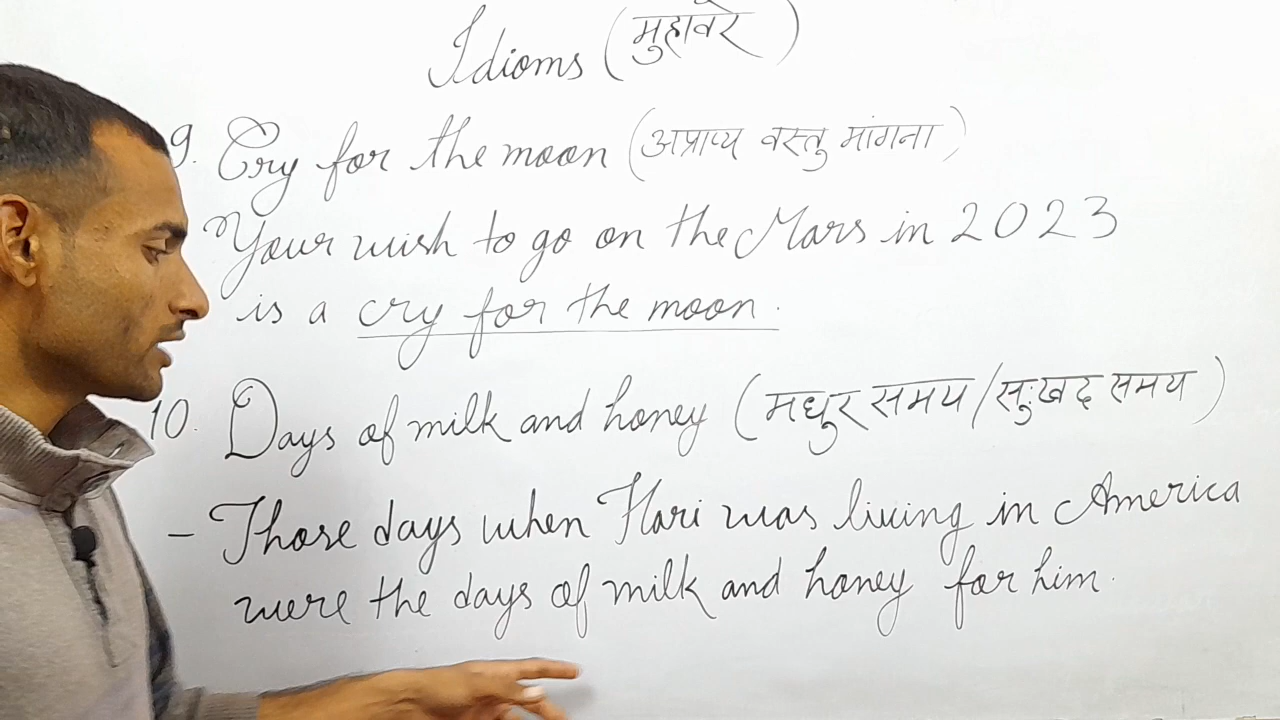 Idioms (मुहावरे)
9. Cry for the moon (अप्राप्य वस्तु मांगना)
Your wish to go on the Mars in 2023
is a cry for the moon.
10. Days of milk and honey (मधुर समय/सुःखद समय)
- Those days when Hari was living in America
were the days of milk and honey for him.